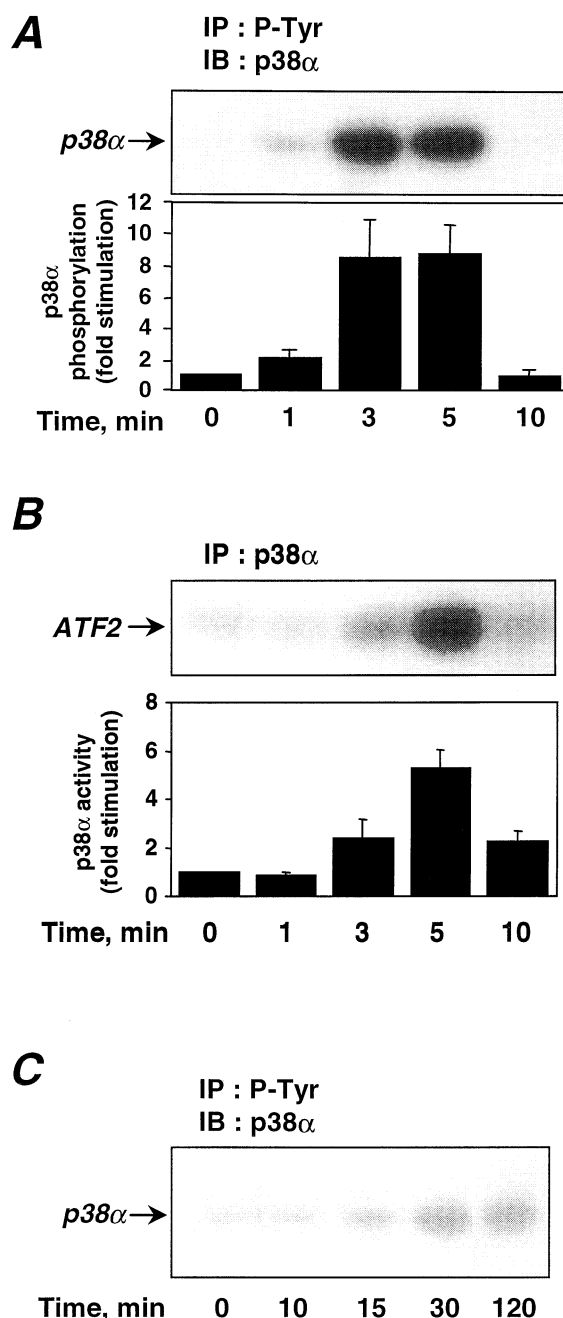 A
IP : P-Tyr
IB : p38α
p38α
12
10
8
6
4
2
0
p38α
phosphorylation
(fold stimulation)
Time, min 0 1 3 5 10
B
IP : p38α
ATF2
8
6
4
2
0
p38α activity
(fold stimulation)
Time, min 0 1 3 5 10
C
IP : P-Tyr
IB : p38α
p38α
Time, min 0 10 15 30 120